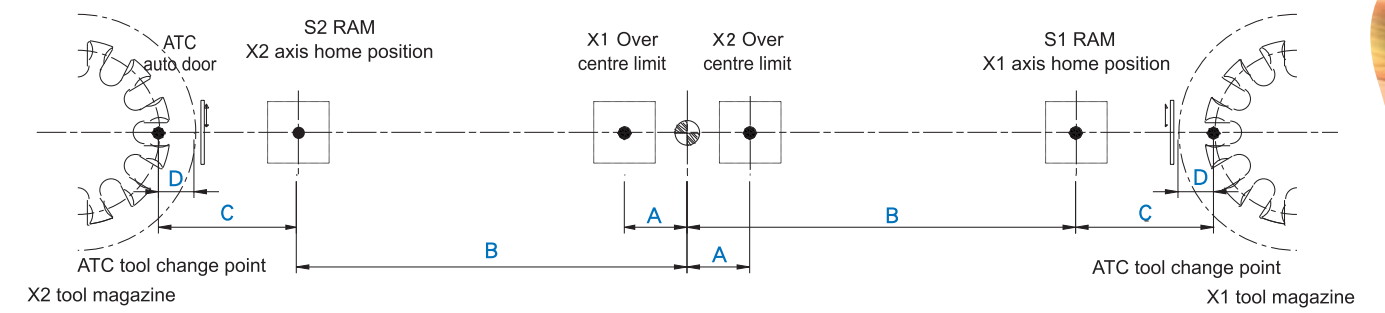 ATC
auto door
S2 RAM
X2 axis home position
X1 Over
centre limit
X2 Over
centre limit
S1 RAM
X1 axis home position
D
D
C
A
B
C
B
A
ATC tool change point
X2 tool magazine
ATC tool change point
X1 tool magazine